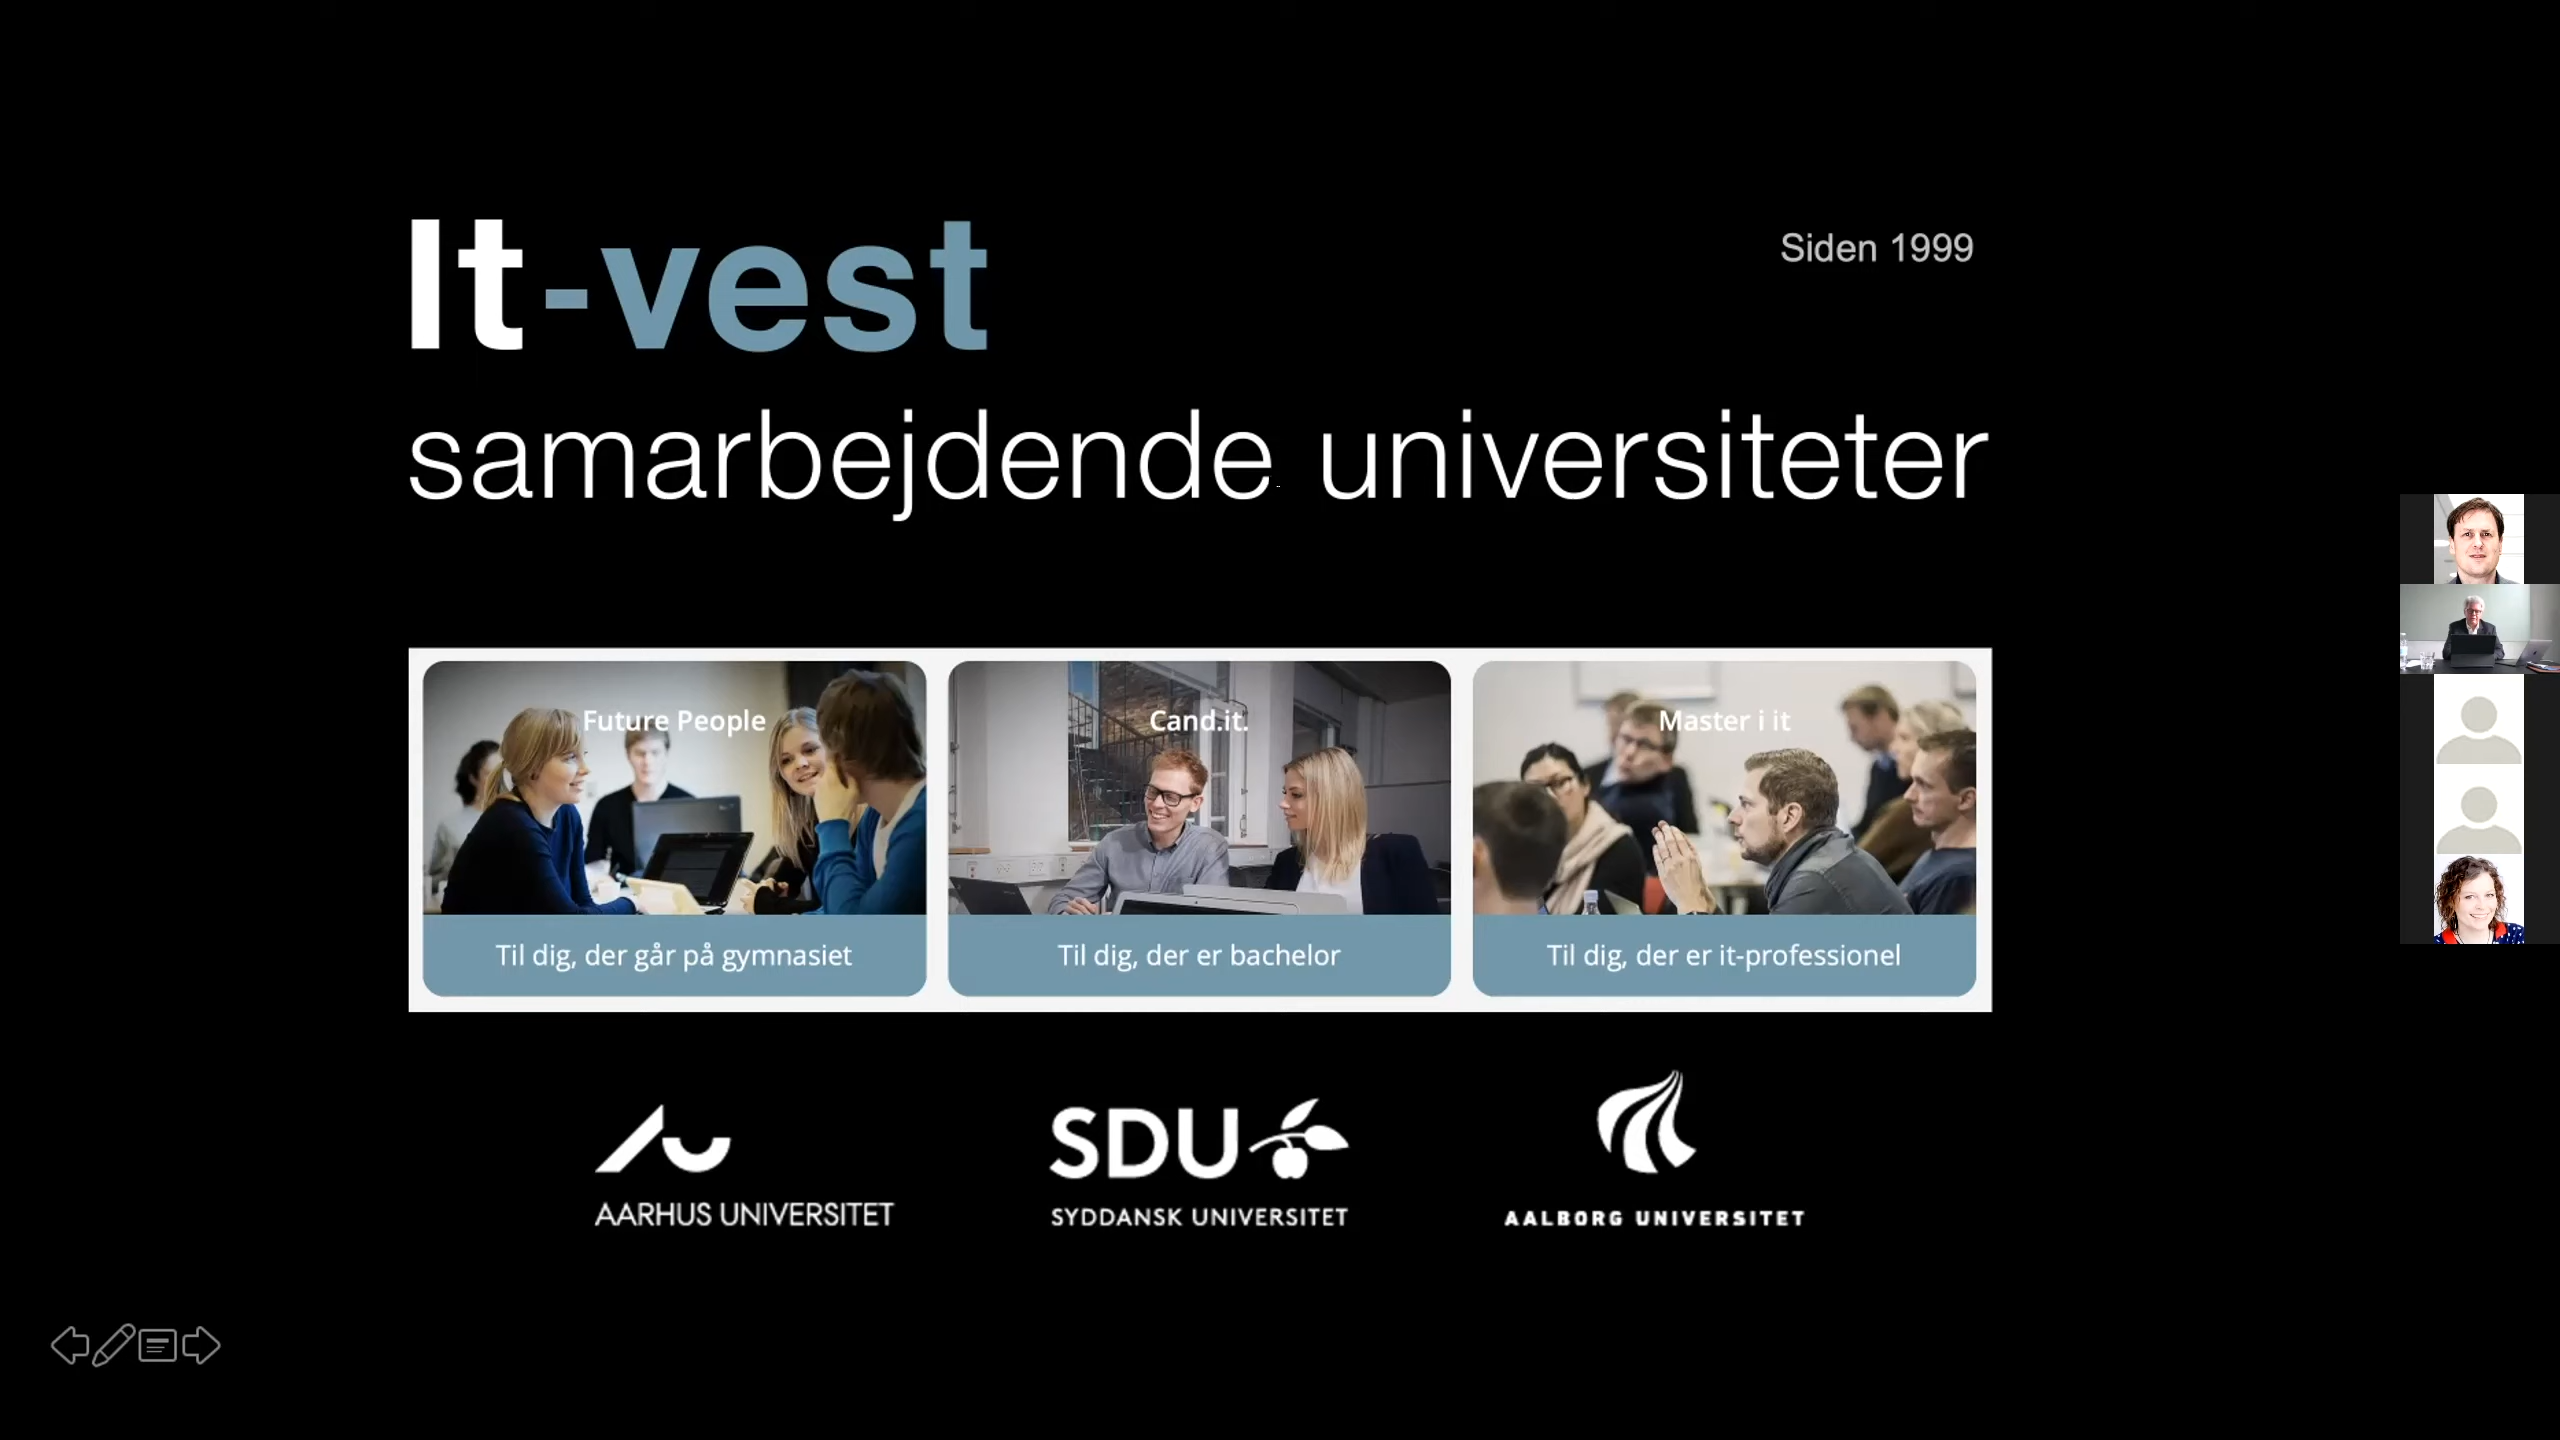 It-vest
Siden 1999
samarbejdende universiteter
Future People
Cand.it.
Master i it
Til dig, der går på gymnasiet
Til dig, der er bachelor
Til dig, der er it-professionel
AARHUS UNIVERSITET
SDU
SYDDANSK UNIVERSITET
AALBORG UNIVERSITET